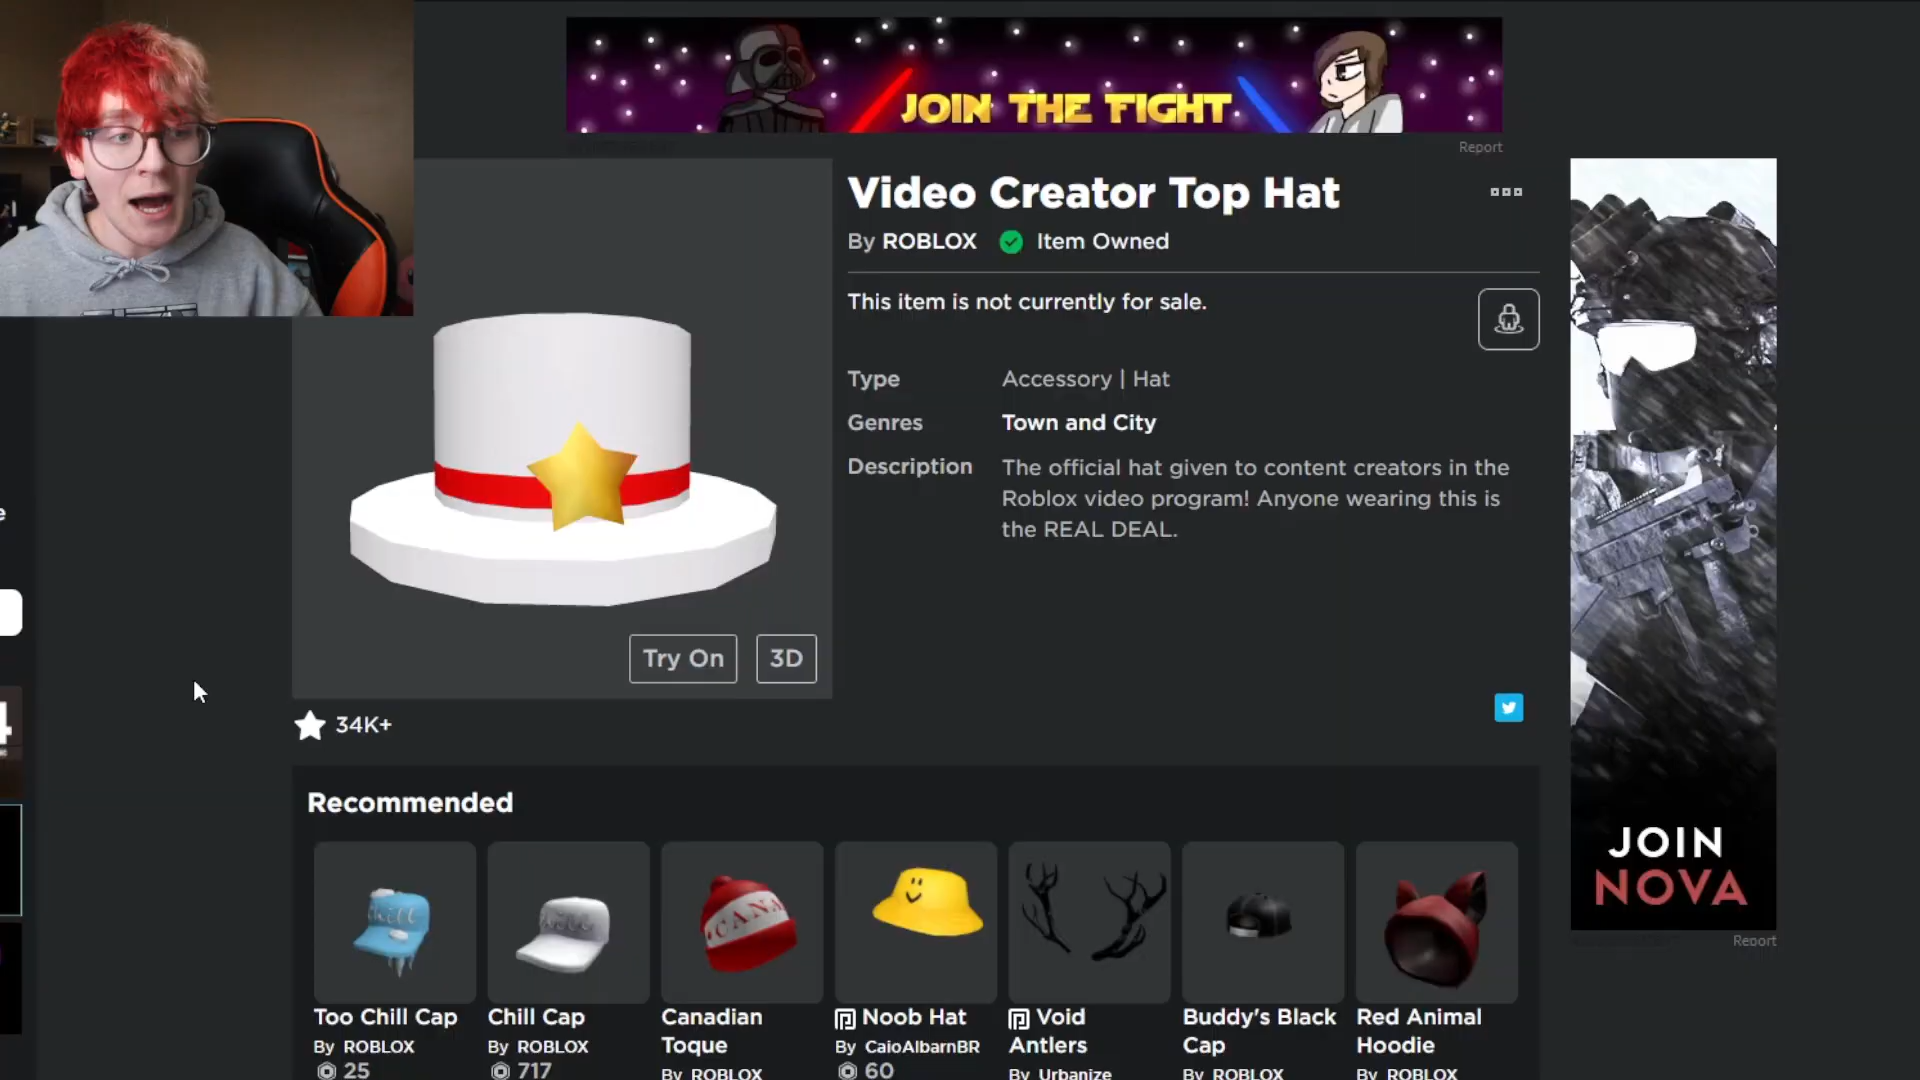 JOIN THE FIGHT
Report
Video Creator Top Hat
By ROBLOX Item Owned
This item is not currently for sale.
Type Accessory | Hat
Genres Town and City
Description The official hat given to content creators in the
Roblox video program! Anyone wearing this is
the REAL DEAL.
Try On 3D
34K+
JOIN
NOVA
Report
Recommended
Chill
CANA
Too Chill Cap
By ROBLOX
25
Chill Cap
By ROBLOX
717
Canadian
Toque
By ROBLOX
Noob Hat
By CaioAlbarnBR
60
Void
Antlers
By Urbanize
Buddy's Black
Cap
By ROBLOX
Red Animal
Hoodie
By ROBLOX